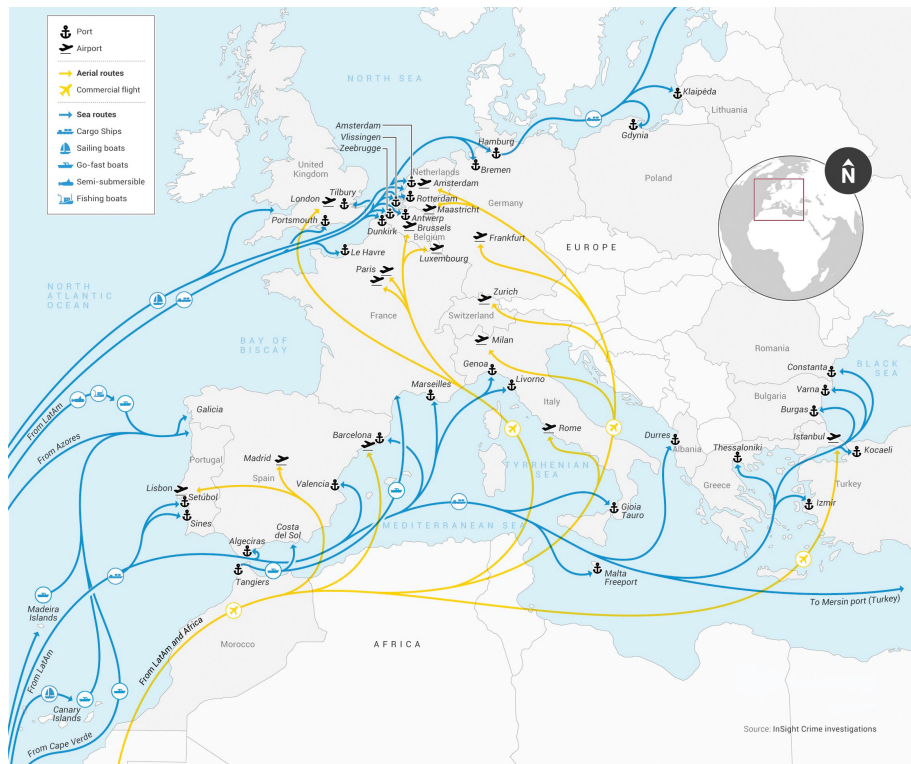 Port
Airport
Aerial routes
Commercial flight
Sea routes
Cargo Ships
Sailing boats
Go-fast boats
Semi-submersible
Fishing boats
NORTH SEA
Klaipėda
Lithuania
Gdynia
Amsterdam
Vlissingen
Zeebrugge
Hamburg
Bremen
United
Kingdom
Netherlands
Amsterdam
Poland
N
Tilbury
London
Rotterdam
Germany
Maastricht
Portsmouth
Antwerp
Dunkirk
Brussels
Belgium
Frankfurt
EUROPE
Le Havre
Luxembourg
Paris
NORTH
ATLANTIC
OCEAN
Zurich
France
Switzerland
BAY OF
BISCAY
Milan
Romania
Genoa
BLACK
SEA
Constanta
Livorno
Marseilles
Varna
Bulgaria
Italy
Burgas
From LatAm
Galicia
Rome
Istanbul
Barcelona
Durres
Albania
Kocaeli
From Azores
Portugal
Madrid
Thessaloniki
TYRRHENIAN
SEA
Spain
Valencia
Turkey
Lisbon
Setúbol
Greece
Izmir
Gioia
Tauro
Sines
Costa
del Sol
MEDITERRANEAN SEA
Algeciras
Tangiers
Malta
Freeport
To Mersin port (Turkey)
Madeira
Islands
From LatAm and Africa
Morocco
AFRICA
From LatAm
Canary
Islands
From Cape Verde
Source: InSight Crime investigations